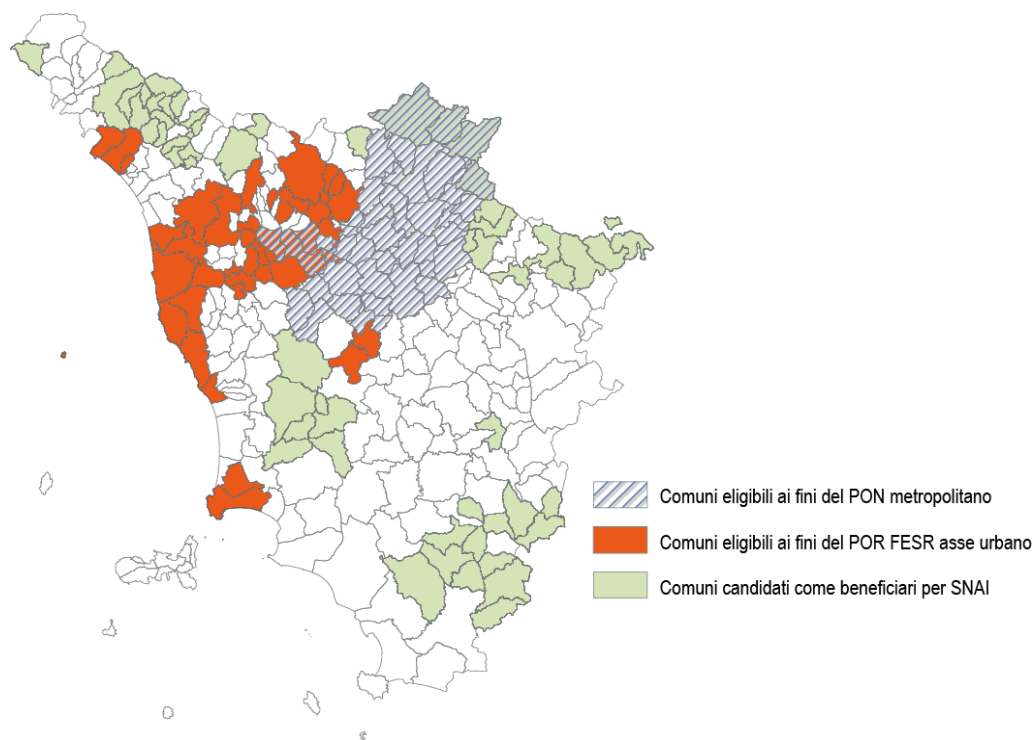 Comuni eligibili ai fini del PON metropolitano
Comuni eligibili ai fini del POR FESR asse urbano
Comuni candidati come beneficiari per SNAI